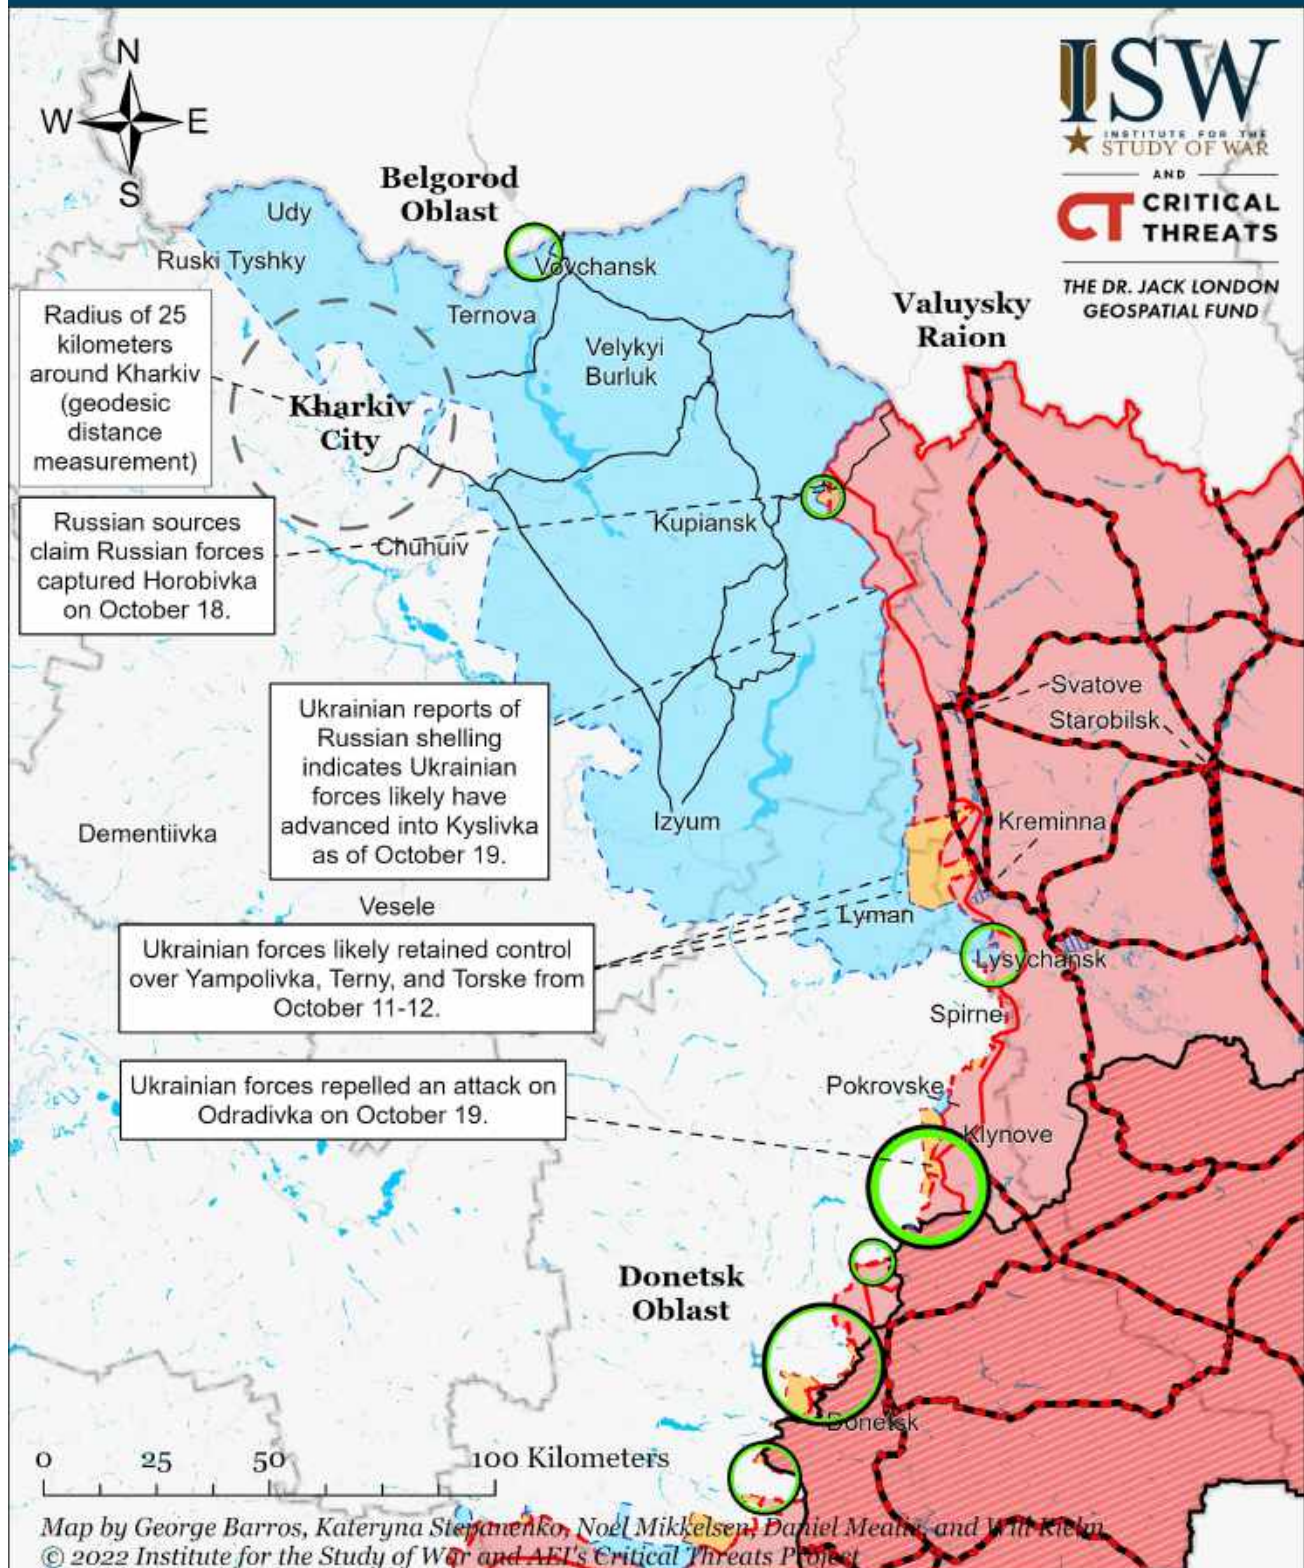 N
W
E
S
ISW
INSTITUTE FOR THE
STUDY OF WAR
AND
CT CRITICAL
THREATS
THE DR. JACK LONDON
GEOSPATIAL FUND
Belgorod
Oblast
Udy
Ruski Tyshky
Vovchansk
Ternova
Valuysky
Raion
Radius of 25
kilometers
around Kharkiv
(geodesic
distance
measurement)
Velykyi
Burluk
Kharkiv
City
Russian sources
claim Russian forces
captured Horobivka
on October 18.
Kupiansk
Chuhuiv
Ukrainian reports of
Russian shelling
indicates Ukrainian
forces likely have
advanced into Kyslivka
as of October 19.
Svatove
Starobilsk
Izyum
Kreminna
Dementiivka
Vesele
Lyman
Ukrainian forces likely retained control
over Yampolivka, Terny, and Torske from
October 11-12.
Lysychansk
Spirne
Ukrainian forces repelled an attack on
Odradivka on October 19.
Pokrovske
Klynove
Donetsk
Oblast
Donetsk
0 25 50 100 Kilometers
Map by George Barros, Kateryna Stepanenko, Noel Mikkelsen, Daniel Mealie, and Will Kielm
© 2022 Institute for the Study of War and AEI's Critical Threats Project